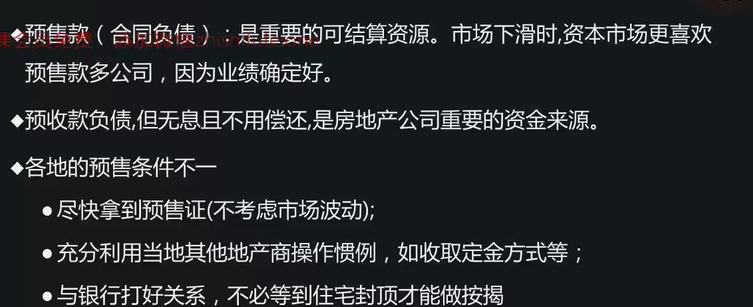 ◆预售款（合同负债）：是重要的可结算资源。市场下滑时,资本市场更喜欢
预售款多公司，因为业绩确定好。
◆预收款负债,但无息且不用偿还,是房地产公司重要的资金来源。
◆各地的预售条件不一
●尽快拿到预售证(不考虑市场波动);
●充分利用当地其他地产商操作惯例，如收取定金方式等；
●与银行打好关系，不必等到住宅封顶才能做按揭